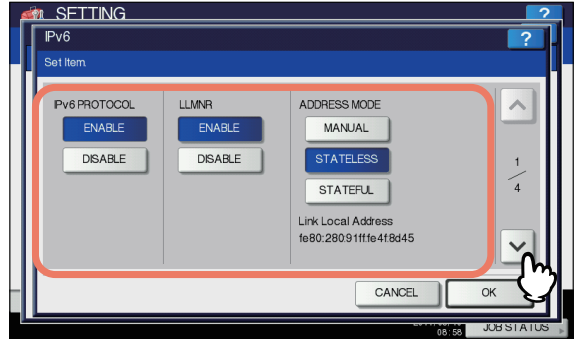 SETTING
?
IPv6
?
Set Item.
IPv6 PROTOCOL
ENABLE
DISABLE
LLMNR
ENABLE
DISABLE
ADDRESS MODE
MANUAL
STATELESS
STATEFUL
Link Local Address
fe80::280:91ff:fe4f:8d45
1
4
CANCEL
OK
08:58
JOB STATUS